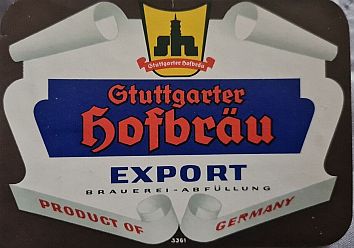 Stuttgarter Hofbräu
Stuttgarter
Hofbräu
EXPORT
BRAUEREI-ABFÜLLUNG
PRODUCT OF GERMANY
3361